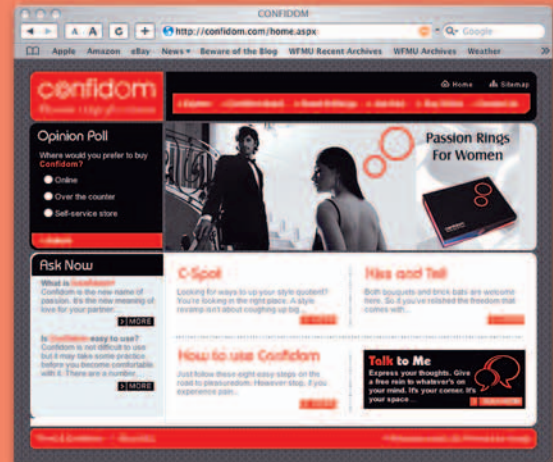 CONFIDOM
A A G +
http://confidom.com/home.aspx
Q- Google
Apple Amazon eBay News Beware of the Blog WFMU Recent Archives WFMU Archives Weather
confidom
Home Sitemap
Opinion Poll
Where would you prefer to buy
Confidom?
Online
Over the counter
Self-service store
Passion Rings
For Women
Ask Now
What is
Confidom is the new name of
passion. It's the new meaning of
love for your partner...
MORE
Is Confidom easy to use?
Confidom is not difficult to use
but it may take some practice
before you become comfortable
with it. There are a number...
MORE
C-Spot
Looking for ways to up your style quotient?
You're looking in the right place. A style
revamp isn't about coughing up big...
Kiss and Tell
Both bouquets and brick bats are welcome
here. So if you've relished the freedom that
comes with...
How to use Confidom
Just follow these eight easy steps on the
road to pleasuredom. However stop, if you
experience pain...
Talk to Me
Express your thoughts. Give
a free rein to whatever's on
your mind. It's your corner. It's
your space...